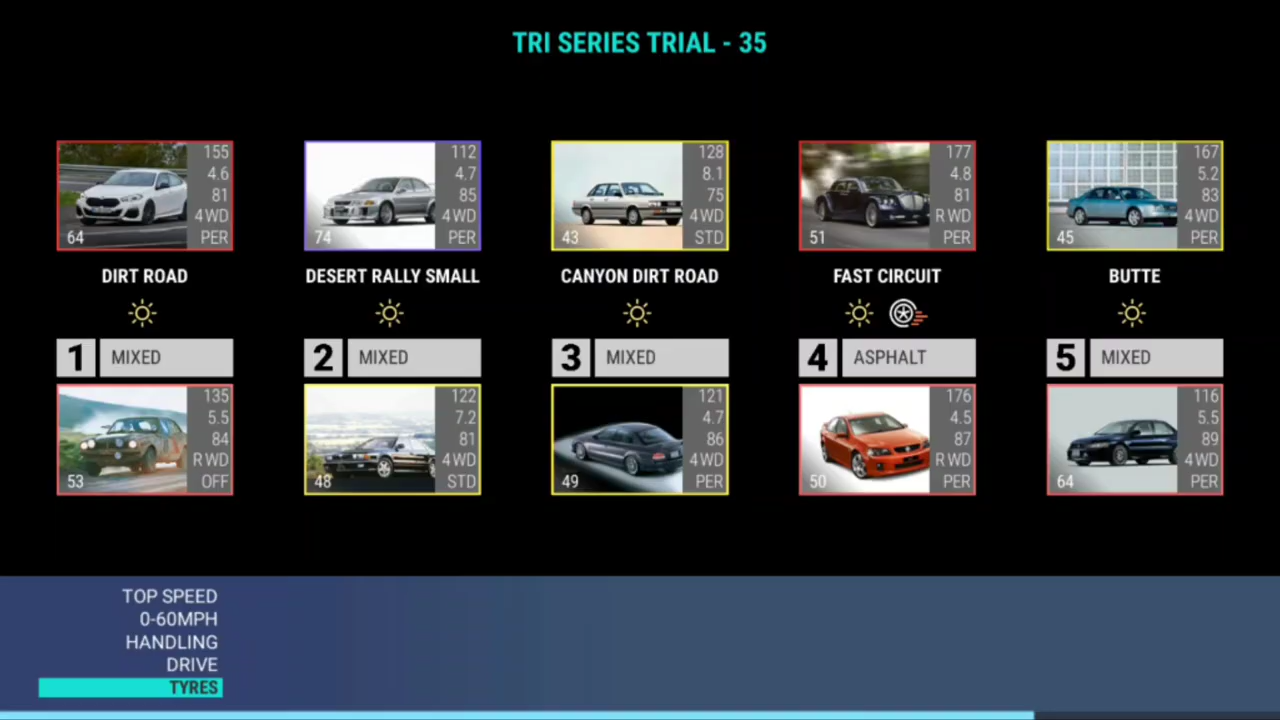 TRI SERIES TRIAL - 35
155
4.6
81
4WD
64 PER
112
4.7
85
4WD
74 PER
128
8.1
75
4WD
43 STD
177
4.8
81
RWD
51 PER
167
5.2
83
4WD
45 PER
DIRT ROAD
DESERT RALLY SMALL
CANYON DIRT ROAD
FAST CIRCUIT
BUTTE
1 MIXED
2 MIXED
3 MIXED
4 ASPHALT
5 MIXED
135
5.5
84
RWD
53 OFF
122
7.2
81
4WD
48 STD
121
4.7
86
4WD
49 PER
176
4.5
87
RWD
50 PER
116
5.5
89
4WD
64 PER
TOP SPEED
0-60MPH
HANDLING
DRIVE
TYRES